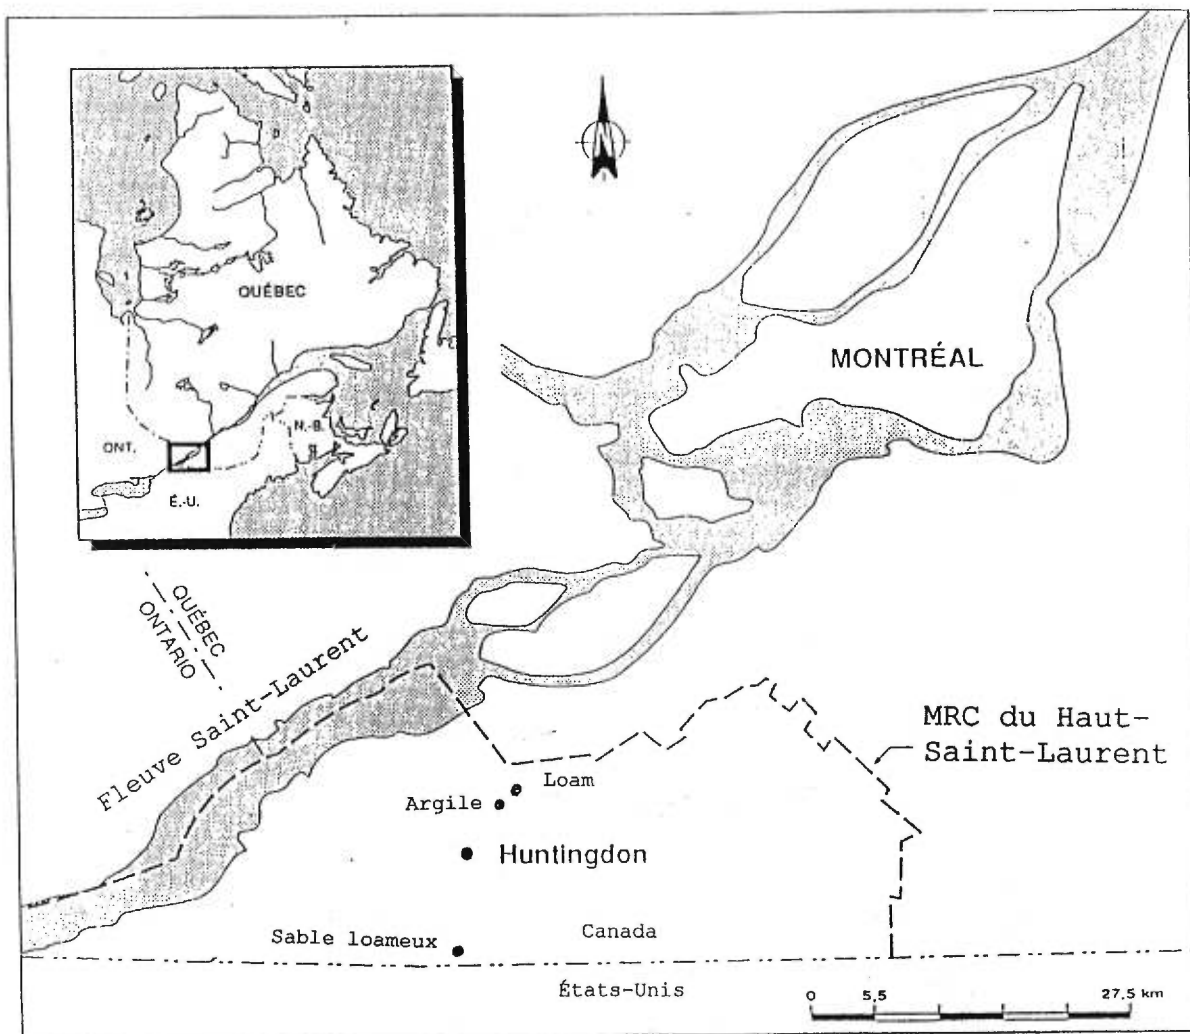 QUÉBEC
ONT.
N.-B.
É.-U.
MONTRÉAL
QUÉBEC
ONTARIO
Fleuve Saint-Laurent
MRC du Haut-
Saint-Laurent
Loam
Argile
Huntingdon
Sable loameux
Canada
États-Unis
0 5,5 27,5 km